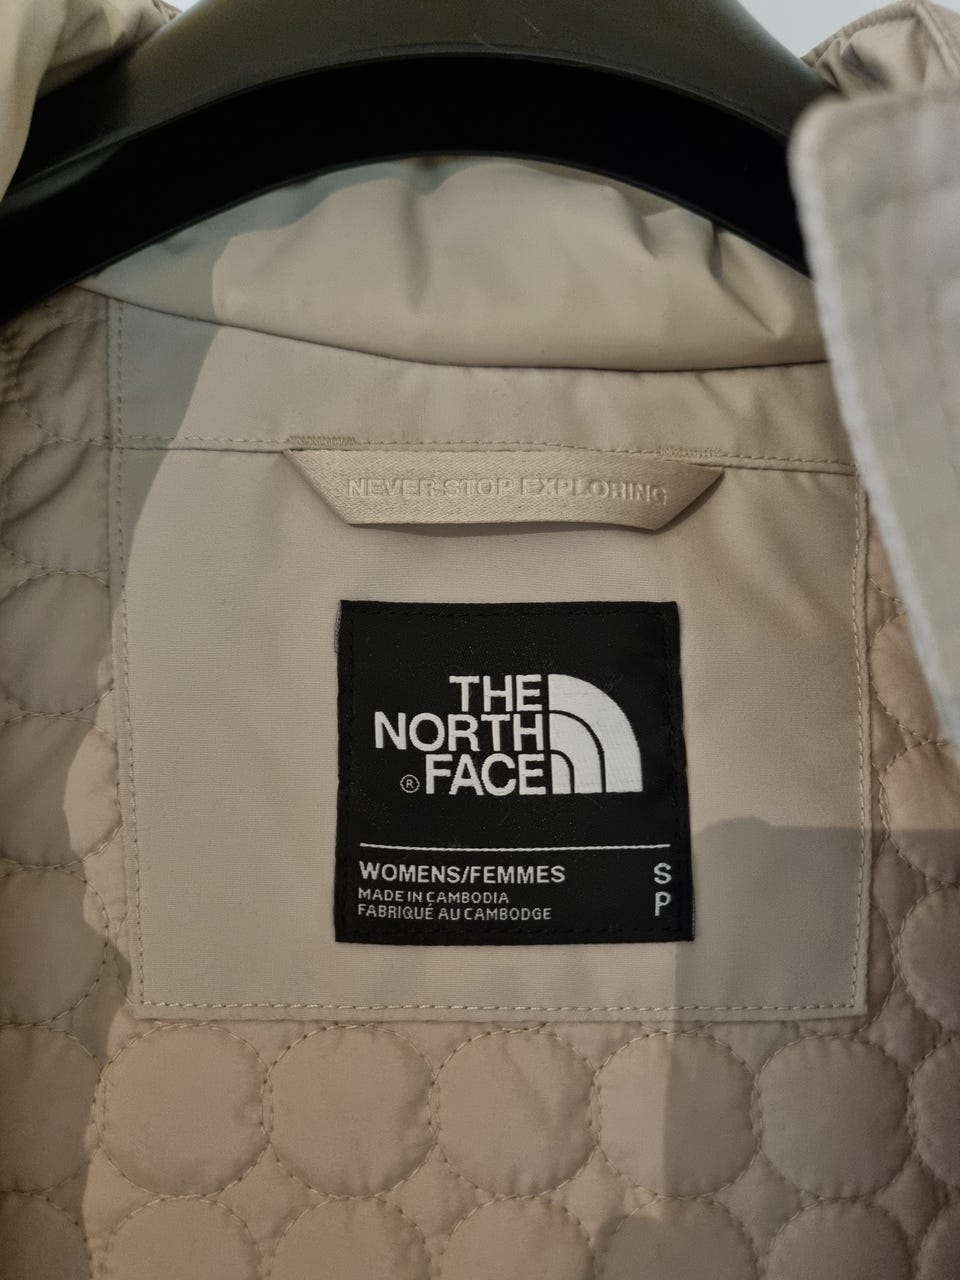 NEVER STOP EXPLORING
THE
NORTH
® FACE
WOMENS/FEMMES S
MADE IN CAMBODIA P
FABRIQUÉ AU CAMBODGE